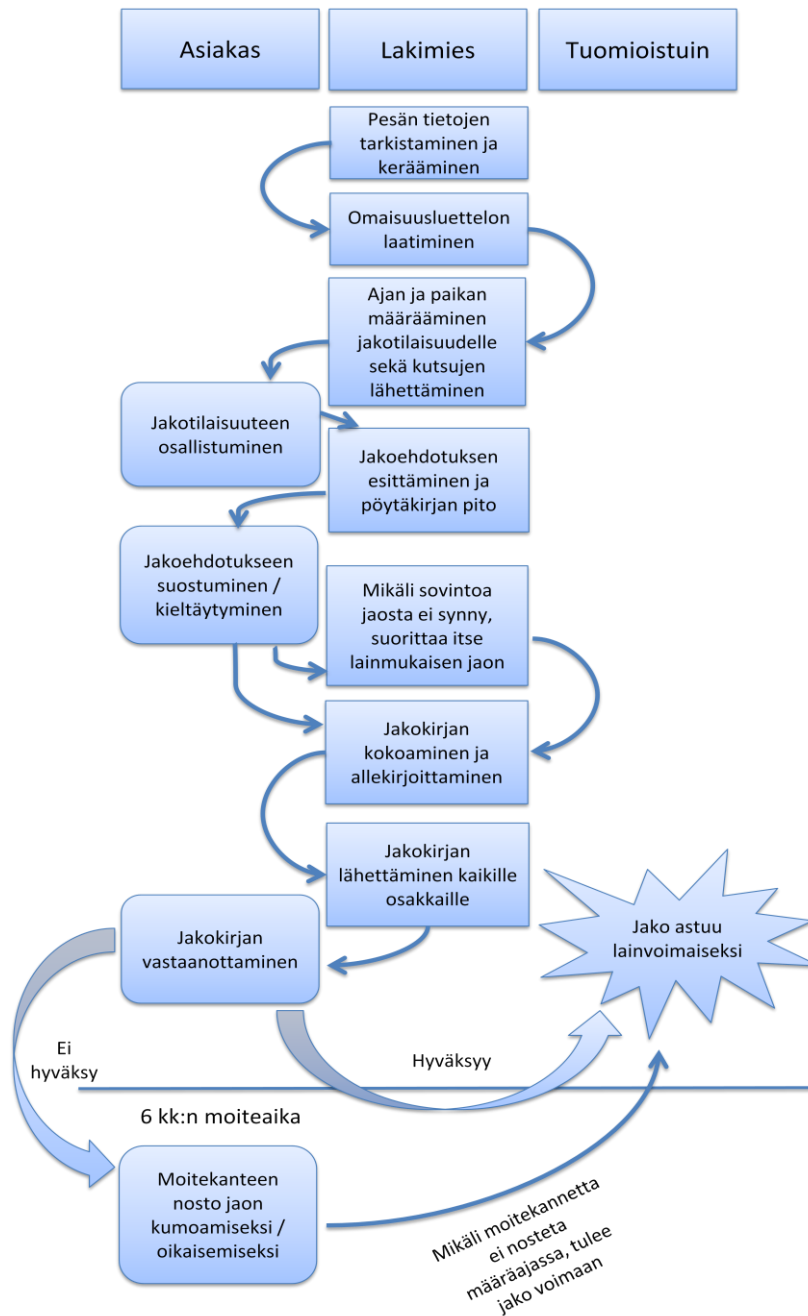 Asiakas
Lakimies
Tuomioistuin
Pesän tietojen
tarkistaminen ja
kerääminen
Omaisuusluettelon
laatiminen
Ajan ja paikan
määrääminen
jakotilaisuudelle
sekä kutsujen
lähettäminen
Jakotilaisuuteen
osallistuminen
Jakoehdotuksen
esittäminen ja
pöytäkirjan pito
Jakoehdotukseen
suostuminen /
kieltäytyminen
Mikäli sovintoa
jaosta ei synny,
suorittaa itse
lainmukaisen jaon
Jakokirjan
kokoaminen ja
allekirjoittaminen
Jakokirjan
lähettäminen kaikille
osakkaille
Jakokirjan
vastaanottaminen
Jako astuu
lainvoimaiseksi
Ei
hyväksy
Hyväksyy
6 kk:n moiteaika
Moitekanteen
nosto jaon
kumoamiseksi /
oikaisemiseksi
Mikäli moitekannetta
ei nosteta
määräajassa, tulee
jako voimaan